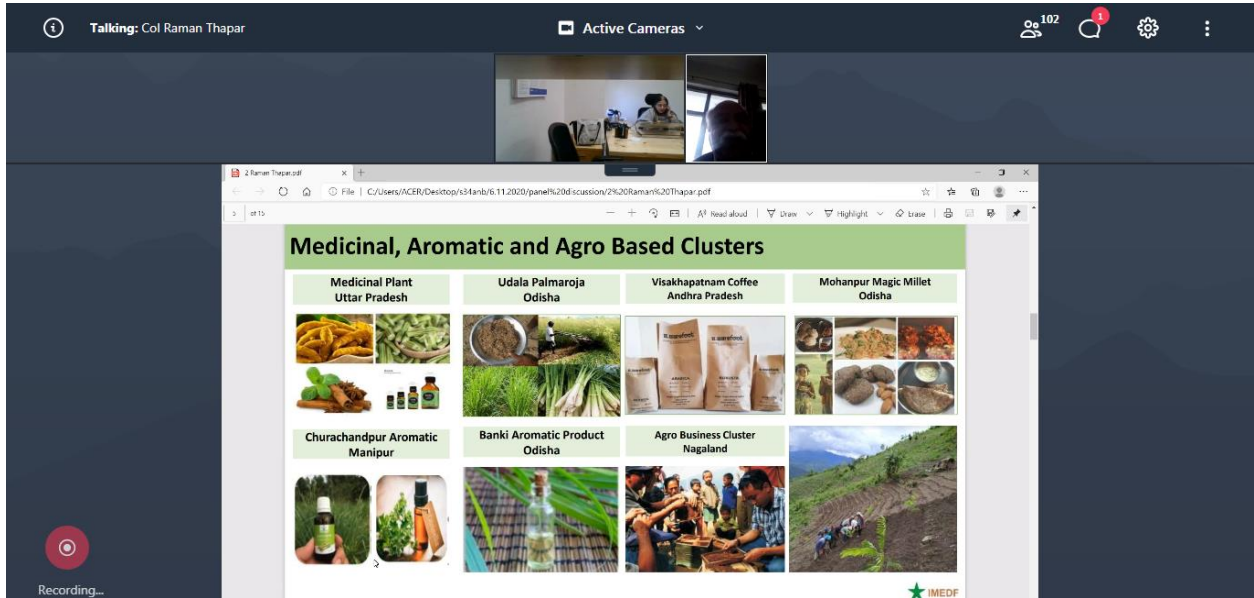 Talking: Col Raman Thapar
Active Cameras
102
1
2 Raman Thapar.pdf
File | C:/Users/ACER/Desktop/s34anb/6.11.2020/panel%20discussion/2%20Raman%20Thapar.pdf
5 of 15
Read aloud
Draw
Highlight
Erase
Medicinal, Aromatic and Agro Based Clusters
Medicinal Plant
Uttar Pradesh
Udala Palmaroja
Odisha
Visakhapatnam Coffee
Andhra Pradesh
Mohanpur Magic Millet
Odisha
Churachandpur Aromatic
Manipur
Banki Aromatic Product
Odisha
Agro Business Cluster
Nagaland
IMEDF
Recording...